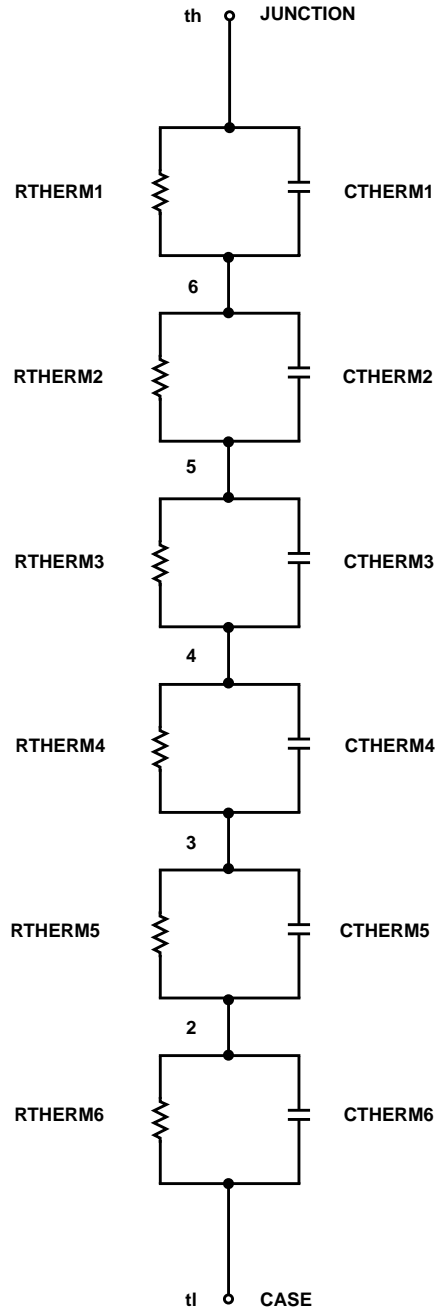 th JUNCTION
RTHERM1 CTHERM1
6
RTHERM2 CTHERM2
5
RTHERM3 CTHERM3
4
RTHERM4 CTHERM4
3
RTHERM5 CTHERM5
2
RTHERM6 CTHERM6
tl CASE